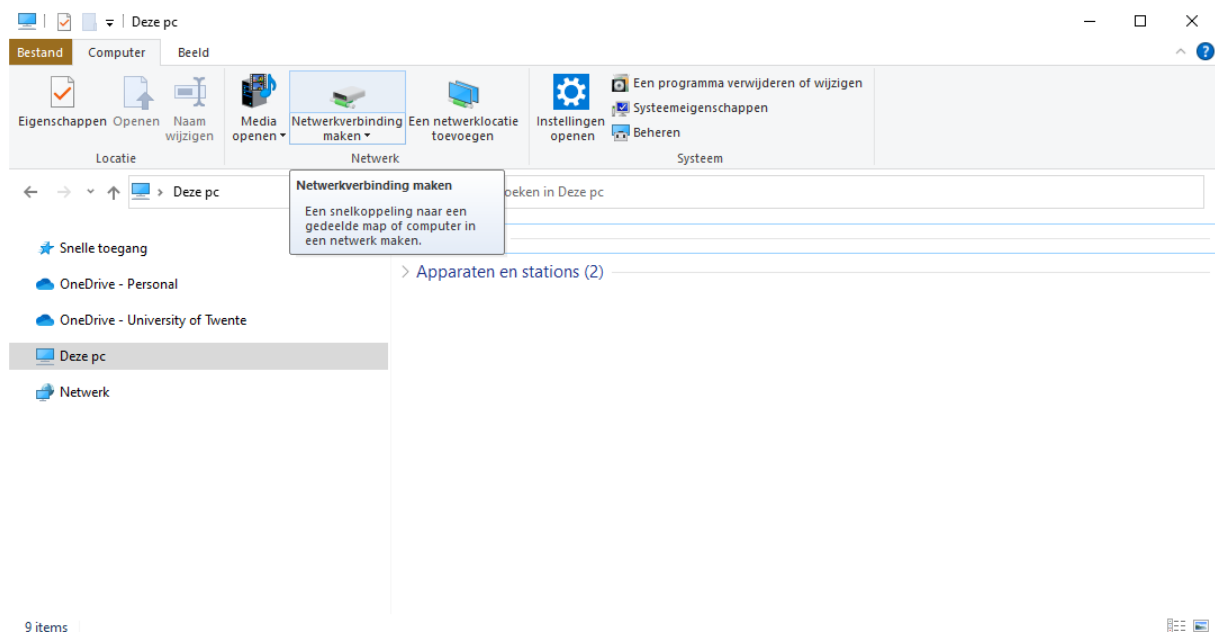 Deze pc
Bestand Computer Beeld
Eigenschappen Openen Naam wijzigen
Locatie
Media openen
Netwerkverbinding maken
Een netwerklocatie toevoegen
Netwerk
Instellingen openen
Een programma verwijderen of wijzigen
Systeemeigenschappen
Beheren
Systeem
Deze pc
oeken in Deze pc
Netwerkverbinding maken
Een snelkoppeling naar een
gedeelde map of computer in
een netwerk maken.
Snelle toegang
OneDrive - Personal
OneDrive - University of Twente
Deze pc
Netwerk
Apparaten en stations (2)
9 items